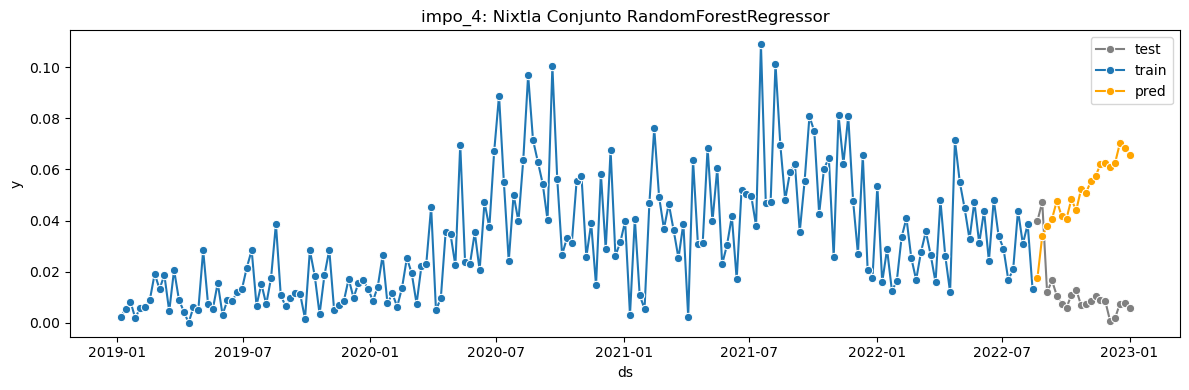 impo_4: Nixtla Conjunto RandomForestRegressor
test
train
pred
y
0.10
0.08
0.06
0.04
0.02
0.00
2019-01 2019-07 2020-01 2020-07 2021-01 2021-07 2022-01 2022-07 2023-01
ds